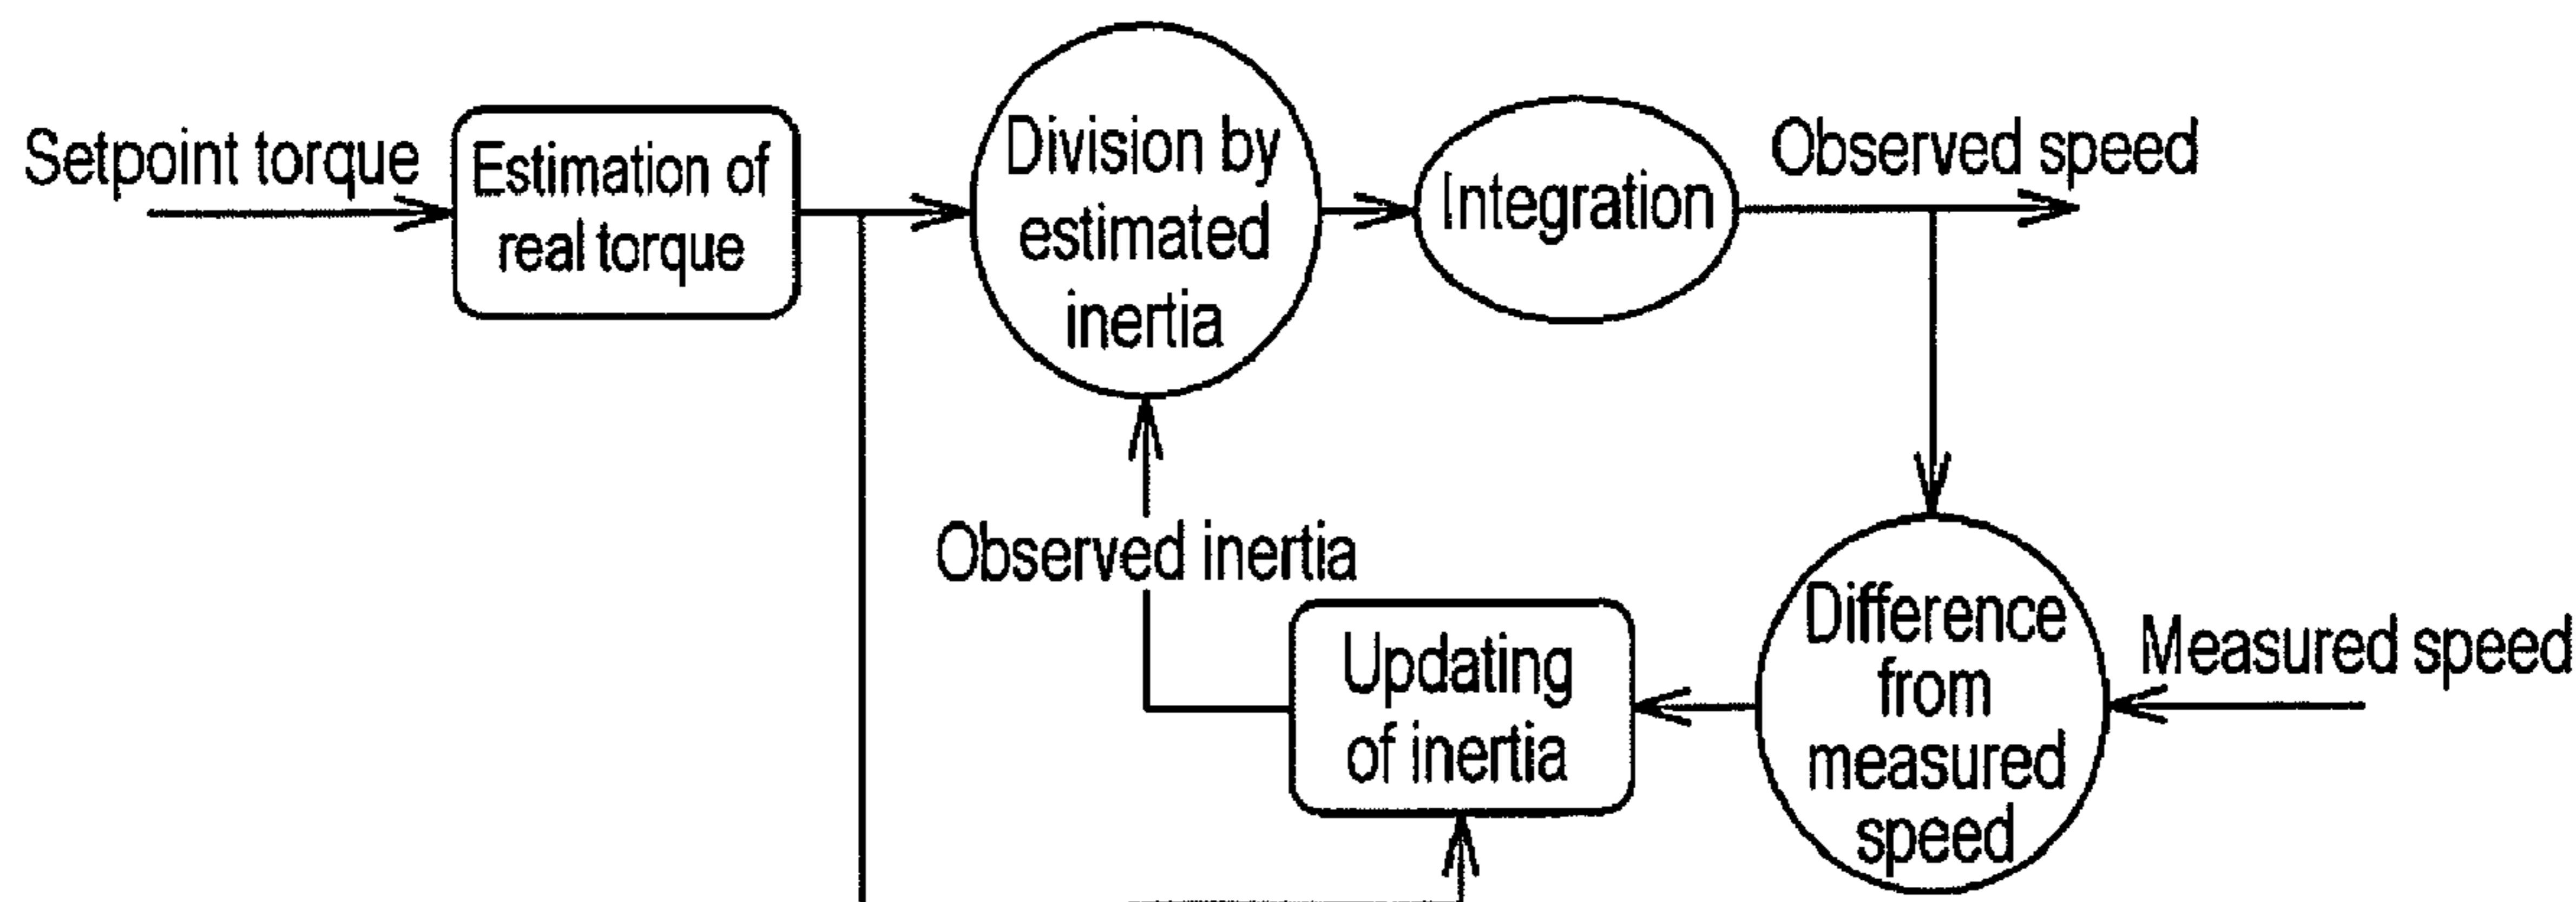 Setpoint torque
Estimation of
real torque
Division by
estimated
inertia
Integration
Observed speed
Observed inertia
Updating
of inertia
Difference
from
measured
speed
Measured speed